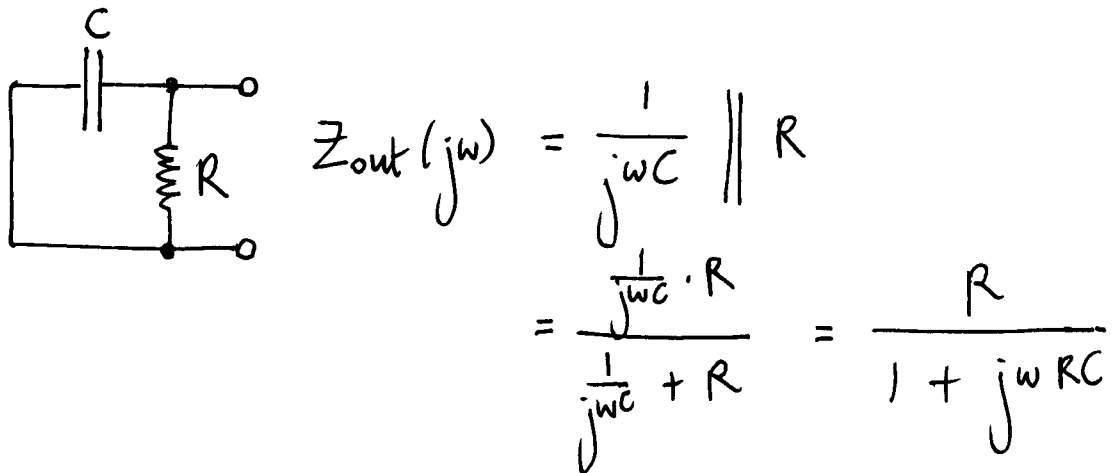 C
R
Zout(jw) = 1/jwC || R
= (1/jwC · R)/(1/jwC + R) = R/(1 + jwRC)